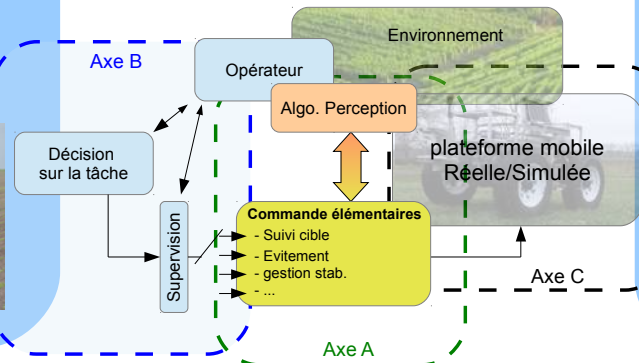 Environnement
Axe B
Opérateur
Algo. Perception
Décision
sur la tâche
plateforme mobile
Réelle/Simulée
Supervision
Commande élémentaires
- Suivi cible
- Evitement
- gestion stab.
- ...
Axe C
Axe A